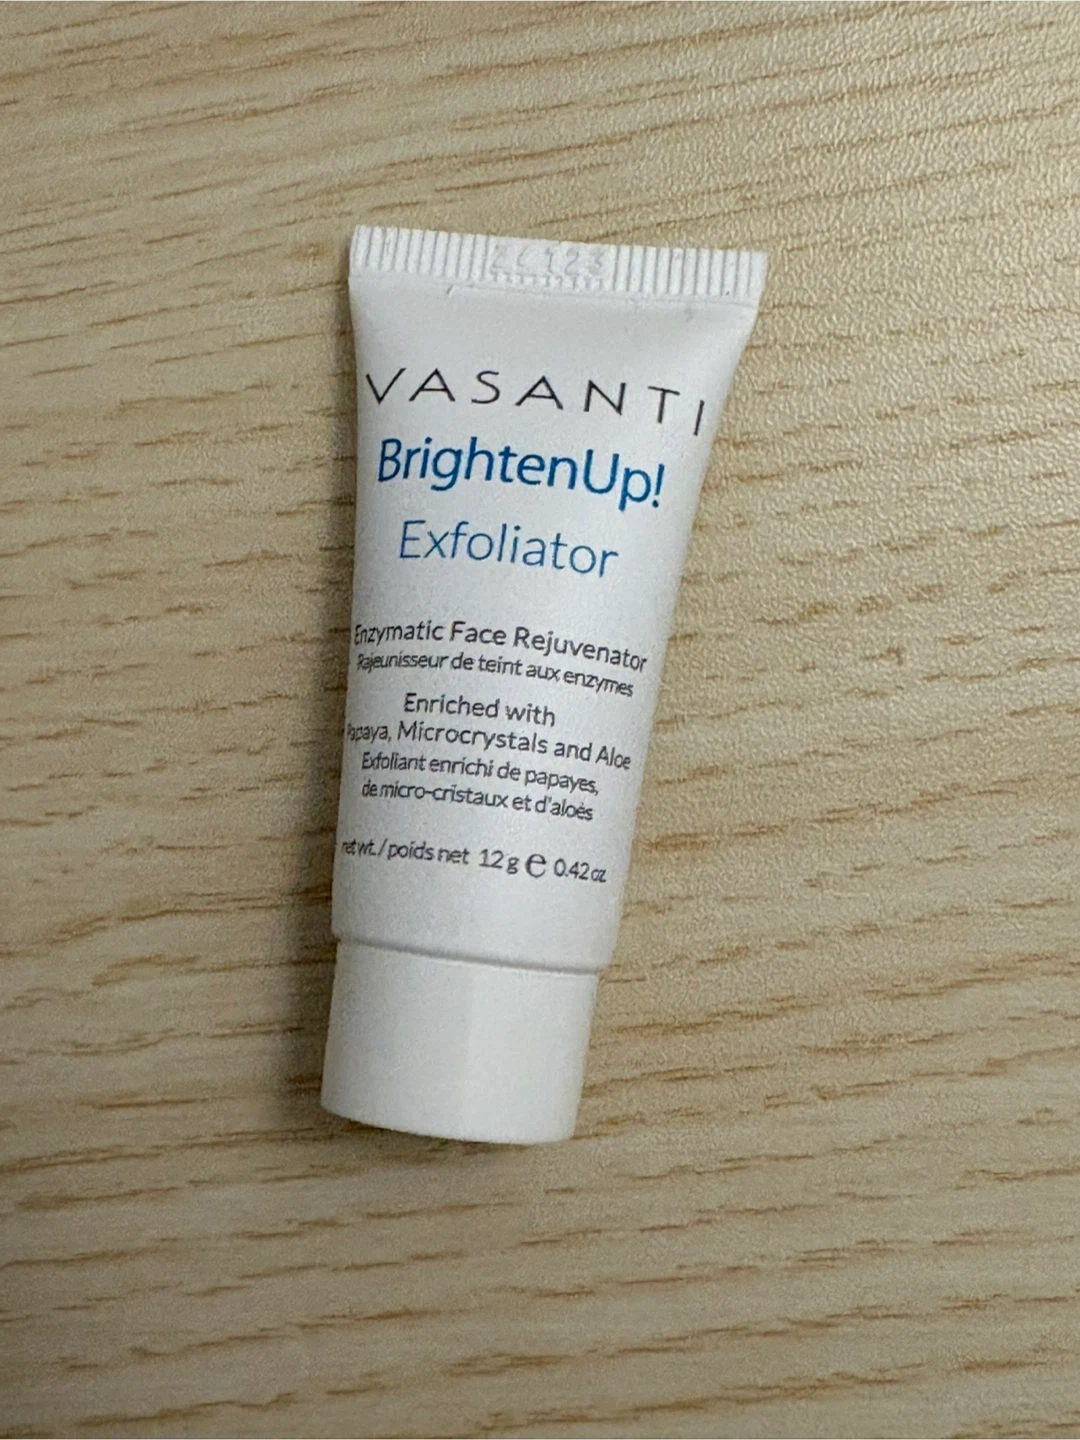 VASANTI
BrightenUp!
Exfoliator
Enzymatic Face Rejuvenator
Rajeunisseur de teint aux enzymes
Enriched with
Papaya, Microcrystals and Aloe
Exfoliant enrichi de papayes,
de micro-cristaux et d'aloès
net wt./poids net 12 g ℮ 0.42 oz.